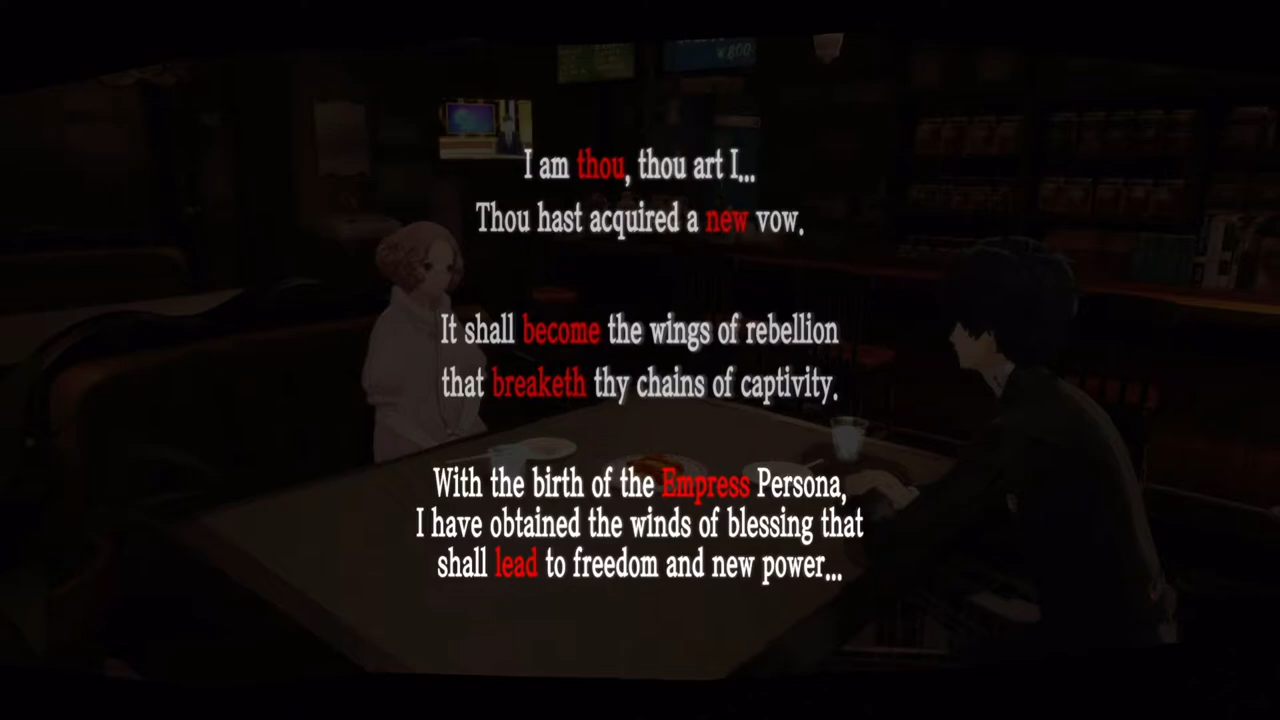 ¥800
I am thou, thou art I...
Thou hast acquired a new vow.
It shall become the wings of rebellion
that breaketh thy chains of captivity.
With the birth of the Empress Persona,
I have obtained the winds of blessing that
shall lead to freedom and new power...